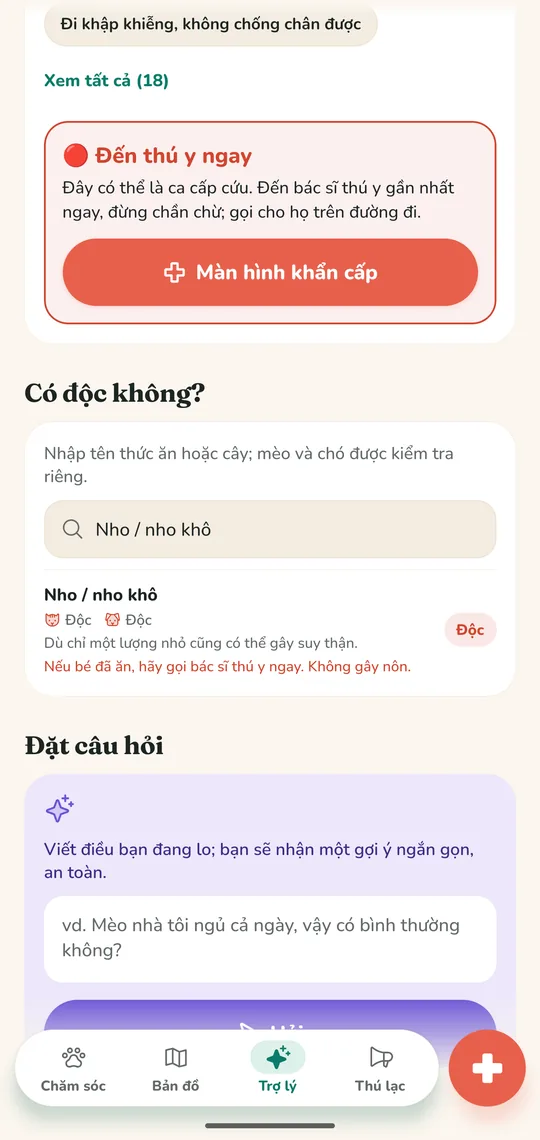 Đi khập khiễng, không chống chân được
Xem tất cả (18)
Đến thú y ngay
Đây có thể là ca cấp cứu. Đến bác sĩ thú y gần nhất
ngay, đừng chần chừ; gọi cho họ trên đường đi.
Màn hình khẩn cấp
Có độc không?
Nhập tên thức ăn hoặc cây; mèo và chó được kiểm tra
riêng.
Nho / nho khô
Nho / nho khô
Độc Độc
Độc
Dù chỉ một lượng nhỏ cũng có thể gây suy thận.
Nếu bé đã ăn, hãy gọi bác sĩ thú y ngay. Không gây nôn.
Đặt câu hỏi
Viết điều bạn đang lo; bạn sẽ nhận một gợi ý ngắn gọn,
an toàn.
vd. Mèo nhà tôi ngủ cả ngày, vậy có bình thường
không?
Chăm sóc
Bản đồ
Trợ lý
Thú lạc